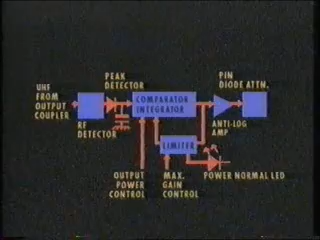 PEAK
DETECTOR
PIN
DIODE ATTN.
UHF
FROM
OUTPUT
COUPLER
COMPARATOR
INTEGRATOR
RF
DETECTOR
ANTI-LOG
AMP
LIMITER
OUTPUT
POWER
CONTROL
MAX.
GAIN
CONTROL
POWER NORMAL LED